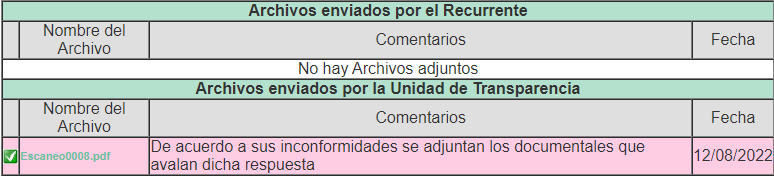 Archivos enviados por el Recurrente
Nombre del
Archivo
Comentarios
Fecha
No hay Archivos adjuntos
Archivos enviados por la Unidad de Transparencia
Nombre del
Archivo
Comentarios
Fecha
Escaneo0008.pdf
De acuerdo a sus inconformidades se adjuntan los documentales que
avalan dicha respuesta
12/08/2022